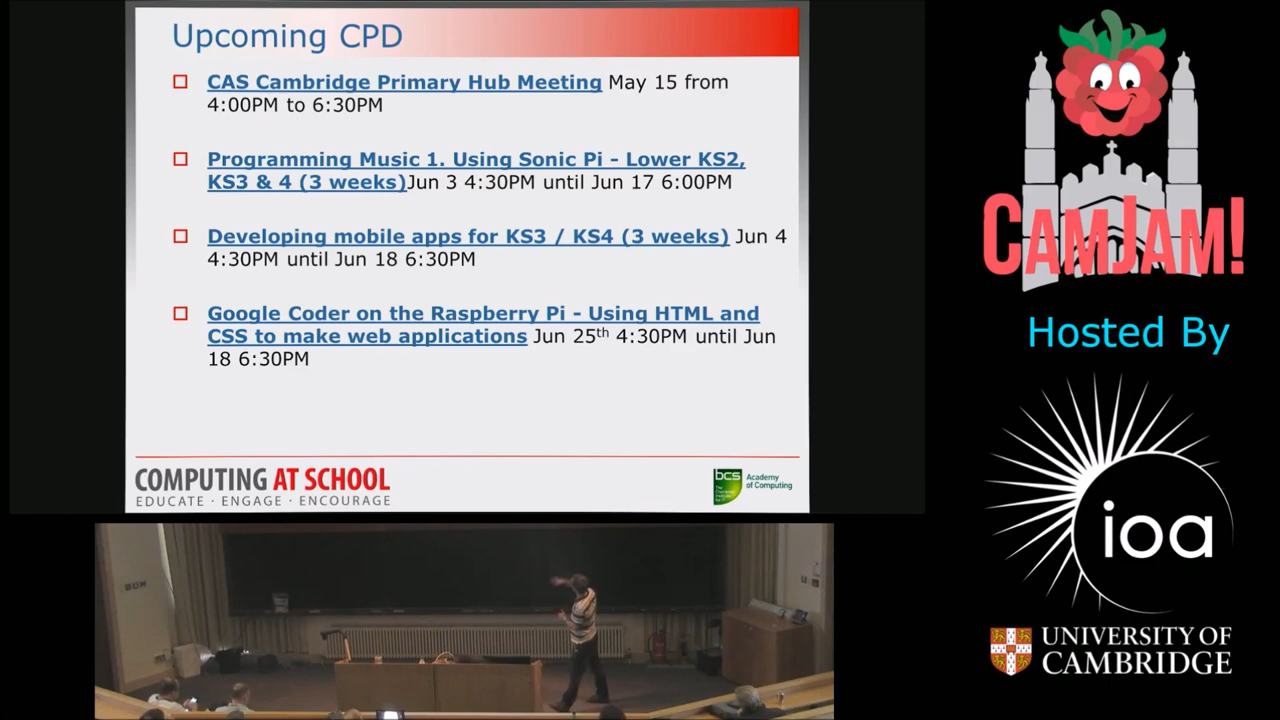 Upcoming CPD
CAS Cambridge Primary Hub Meeting May 15 from
4:00PM to 6:30PM
Programming Music 1. Using Sonic Pi - Lower KS2,
KS3 & 4 (3 weeks)Jun 3 4:30PM until Jun 17 6:00PM
Developing mobile apps for KS3 / KS4 (3 weeks) Jun 4
4:30PM until Jun 18 6:30PM
Google Coder on the Raspberry Pi - Using HTML and
CSS to make web applications Jun 25th 4:30PM until Jun
18 6:30PM
COMPUTING AT SCHOOL
EDUCATE · ENGAGE · ENCOURAGE
bcs
Academy
of Computing
CAMJAM!
Hosted By
ioa
UNIVERSITY OF
CAMBRIDGE